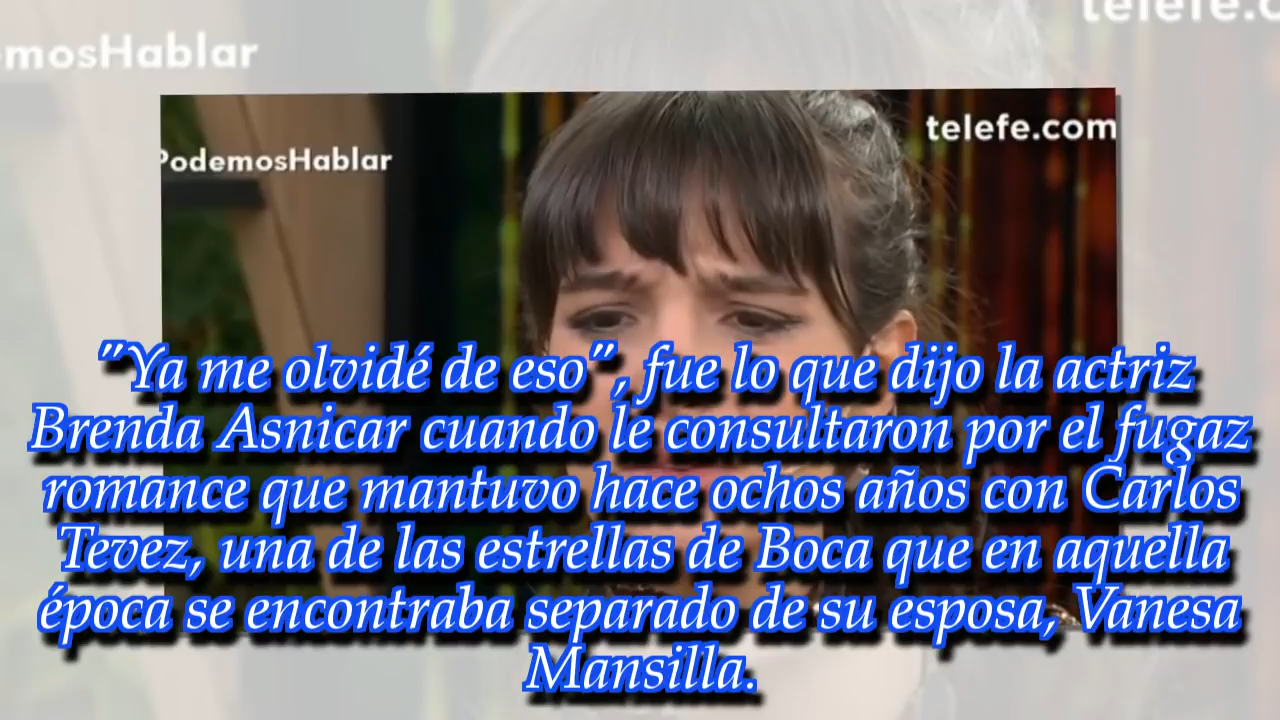 emosHablar
telefe.c
PodemosHablar
telefe.com
"Ya me olvidé de eso", fue lo que dijo la actriz
Brenda Asnicar cuando le consultaron por el fugaz
romance que mantuvo hace ochos años con Carlos
Tevez, una de las estrellas de Boca que en aquella
época se encontraba separado de su esposa, Vanesa
Mansilla.